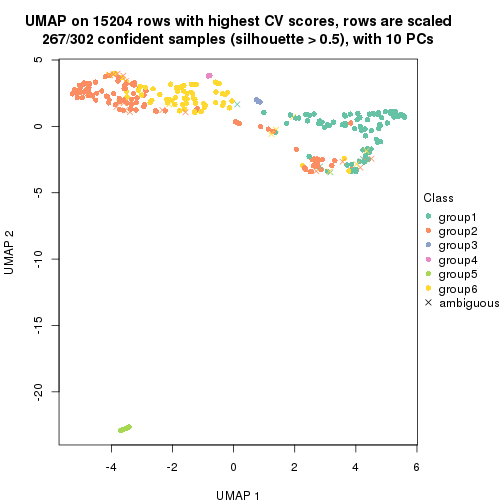 UMAP on 15204 rows with highest CV scores, rows are scaled
267/302 confident samples (silhouette > 0.5), with 10 PCs
5
0
-5
-10
-15
-20
UMAP 2
-4
-2
0
2
4
6
UMAP 1
Class
group1
group2
group3
group4
group5
group6
ambiguous